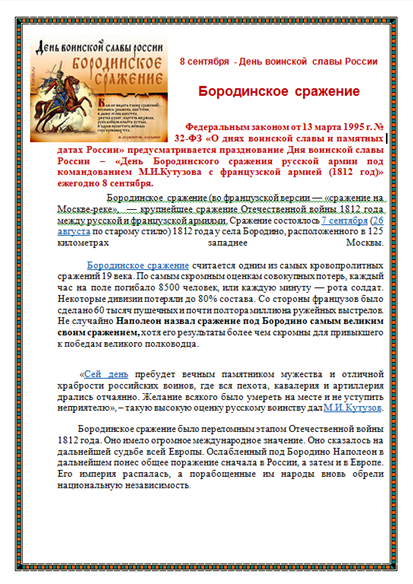 День воинской славы россии
БОРОДИНСКОЕ
СРАЖЕНИЕ
8 сентября - День воинской славы России
Бородинское сражение
Федеральным законом от 13 марта 1995 г. №
32-ФЗ «О днях воинской славы и памятных
датах России» предусматривается празднование Дня воинской славы
России – «День Бородинского сражения русской армии под
командованием М.И.Кутузова с французской армией (1812 год)»
ежегодно 8 сентября.
Бородинское сражение (во французской версии — «сражение на
Москве-реке», — крупнейшее сражение Отечественной войны 1812 года
между русской и французской армиями. Сражение состоялось 7 сентября (26
августа по старому стилю) 1812 года у села Бородино, расположенного в 125
километрах западнее Москвы.
Бородинское сражение считается одним из самых кровопролитных
сражений 19 века. По самым скромным оценкам совокупных потерь, каждый
час на поле погибало 8500 человек, или каждую минуту — рота солдат.
Некоторые дивизии потеряли до 80% состава. Со стороны французов было
сделано 60 тысяч пушечных и почти полтора миллиона ружейных выстрелов.
Не случайно Наполеон назвал сражение под Бородино самым великим
своим сражением, хотя его результаты более чем скромны для привыкшего
к победам великого полководца.
«Сей день пребудет вечным памятником мужества и отличной
храбрости российских воинов, где вся пехота, кавалерия и артиллерия
дрались отчаянно. Желание всякого было умереть на месте и не уступить
неприятелю», – такую высокую оценку русскому воинству дал М.И. Кутузов.
Бородинское сражение было переломным этапом Отечественной войны
1812 года. Оно имело огромное международное значение. Оно сказалось на
дальнейшей судьбе всей Европы. Ослабленный под Бородино Наполеон в
дальнейшем понес общее поражение сначала в России, а затем и в Европе.
Его империя распалась, а порабощенные им народы вновь обрели
национальную независимость.